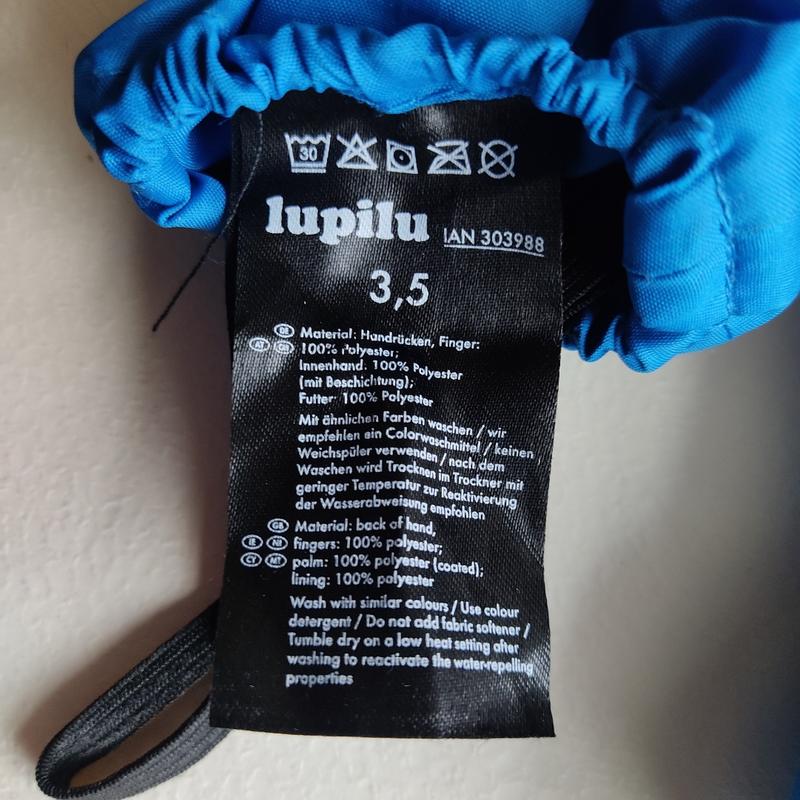 30
lupilu IAN 303988
3,5
DE Material: Handrücken, Finger:
AT CH 100% Polyester;
Innenhand: 100% Polyester
(mit Beschichtung);
Futter: 100% Polyester
Mit ähnlichen Farben waschen / wir
empfehlen ein Colorwaschmittel / keinen
Weichspüler verwenden / nach dem
Waschen wird Trocknen im Trockner mit
geringer Temperatur zur Reaktivierung
der Wasserabweisung empfohlen
GB Material: back of hand,
IE NI fingers: 100% polyester;
CY MT palm: 100% polyester (coated);
lining: 100% polyester
Wash with similar colours / Use colour
detergent / Do not add fabric softener /
Tumble dry on a low heat setting after
washing to reactivate the water-repelling
properties